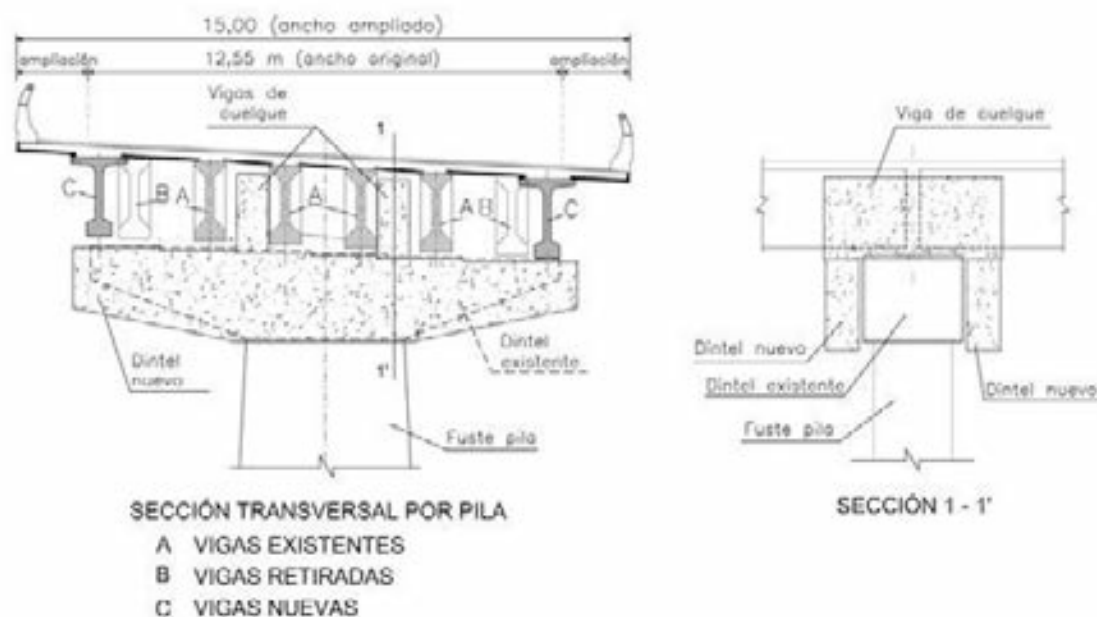 15,00 (ancho ampliado)
ampliación
12,55 m (ancho original)
ampliación
Vigas de
cuelgue
1
C
B
A
A
A
B
C
1'
Dintel
nuevo
Dintel
existente
Fuste pila
SECCIÓN TRANSVERSAL POR PILA
A VIGAS EXISTENTES
B VIGAS RETIRADAS
C VIGAS NUEVAS
Viga de cuelgue
Dintel nuevo
Dintel existente
Dintel nuevo
Fuste pila
SECCIÓN 1 - 1'